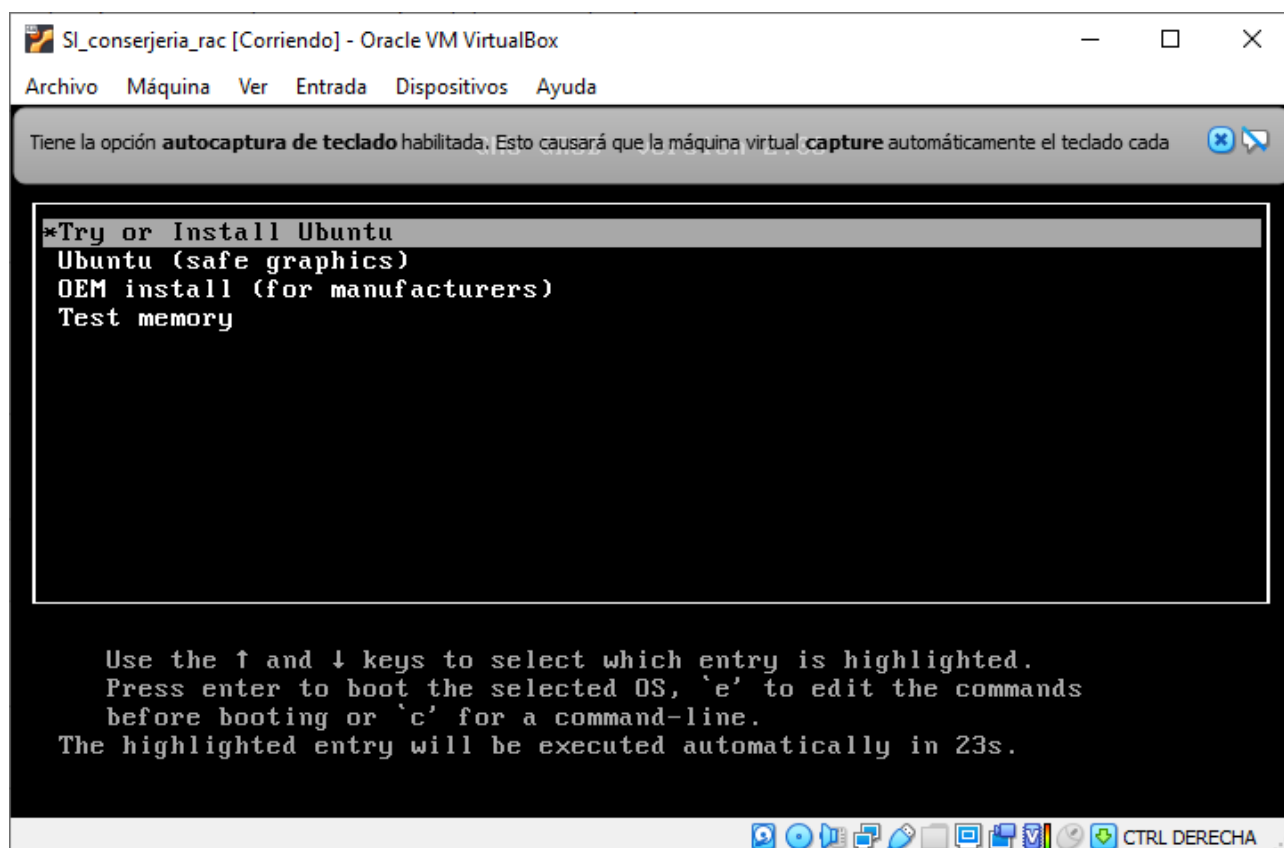 SI_conserjeria_rac [Corriendo] - Oracle VM VirtualBox
Archivo Máquina Ver Entrada Dispositivos Ayuda
Tiene la opción autocaptura de teclado habilitada. Esto causará que la máquina virtual capture automáticamente el teclado cada
*Try or Install Ubuntu
Ubuntu (safe graphics)
OEM install (for manufacturers)
Test memory
Use the ↑ and ↓ keys to select which entry is highlighted.
Press enter to boot the selected OS, `e' to edit the commands
before booting or `c' for a command-line.
The highlighted entry will be executed automatically in 23s.
CTRL DERECHA